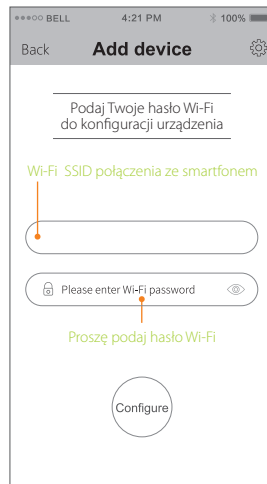 ●●●○○ BELL 4:21 PM 100%
Back Add device
Podaj Twoje hasło Wi-Fi
do konfiguracji urządzenia
Wi-Fi SSID połączenia ze smartfonem
Please enter Wi-Fi password
Proszę podaj hasło Wi-Fi
Configure